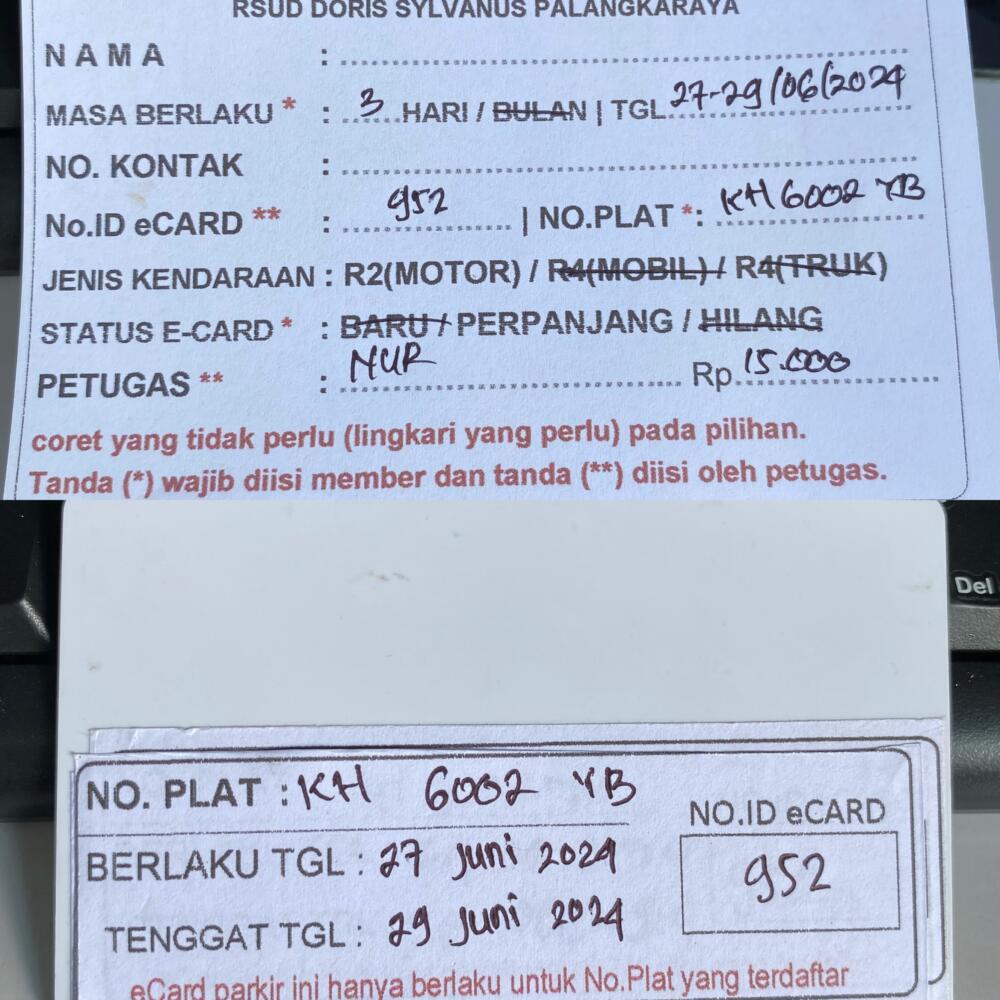 RSUD DORIS SYLVANUS PALANGKARAYA
NAMA :
MASA BERLAKU * : 3 HARI / BULAN | TGL. 27-29/06/2024
NO. KONTAK :
No.ID eCARD ** : 952 | NO.PLAT *: KH 6002 YB
JENIS KENDARAAN : R2(MOTOR) / R4(MOBIL) / R4(TRUK)
STATUS E-CARD * : BARU / PERPANJANG / HILANG
PETUGAS ** : NUR Rp. 15.000
coret yang tidak perlu (lingkari yang perlu) pada pilihan.
Tanda (*) wajib diisi member dan tanda (**) diisi oleh petugas.
Del
NO. PLAT : KH 6002 YB
NO.ID eCARD
BERLAKU TGL : 27 Juni 2024
952
TENGGAT TGL : 29 Juni 2024
eCard parkir ini hanya berlaku untuk No.Plat yang terdaftar